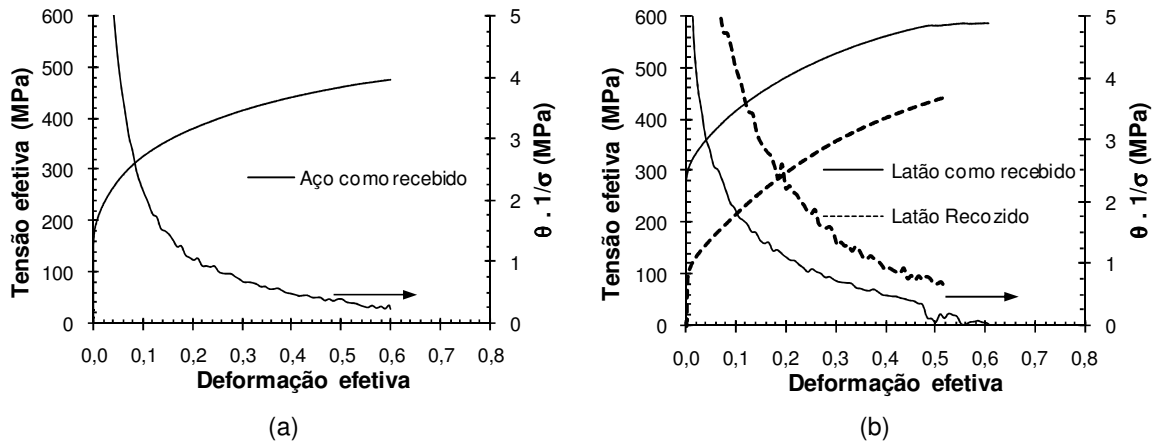 Tensão efetiva (MPa)
600
500
400
300
200
100
0
0,0 0,1 0,2 0,3 0,4 0,5 0,6 0,7 0,8
Deformação efetiva
Aço como recebido
5
4
3
2
1
0
θ . 1/σ (MPa)
(a)
Tensão efetiva (MPa)
600
500
400
300
200
100
0
0,0 0,1 0,2 0,3 0,4 0,5 0,6 0,7 0,8
Deformação efetiva
Latão como recebido
Latão Recozido
5
4
3
2
1
0
θ . 1/σ (MPa)
(b)